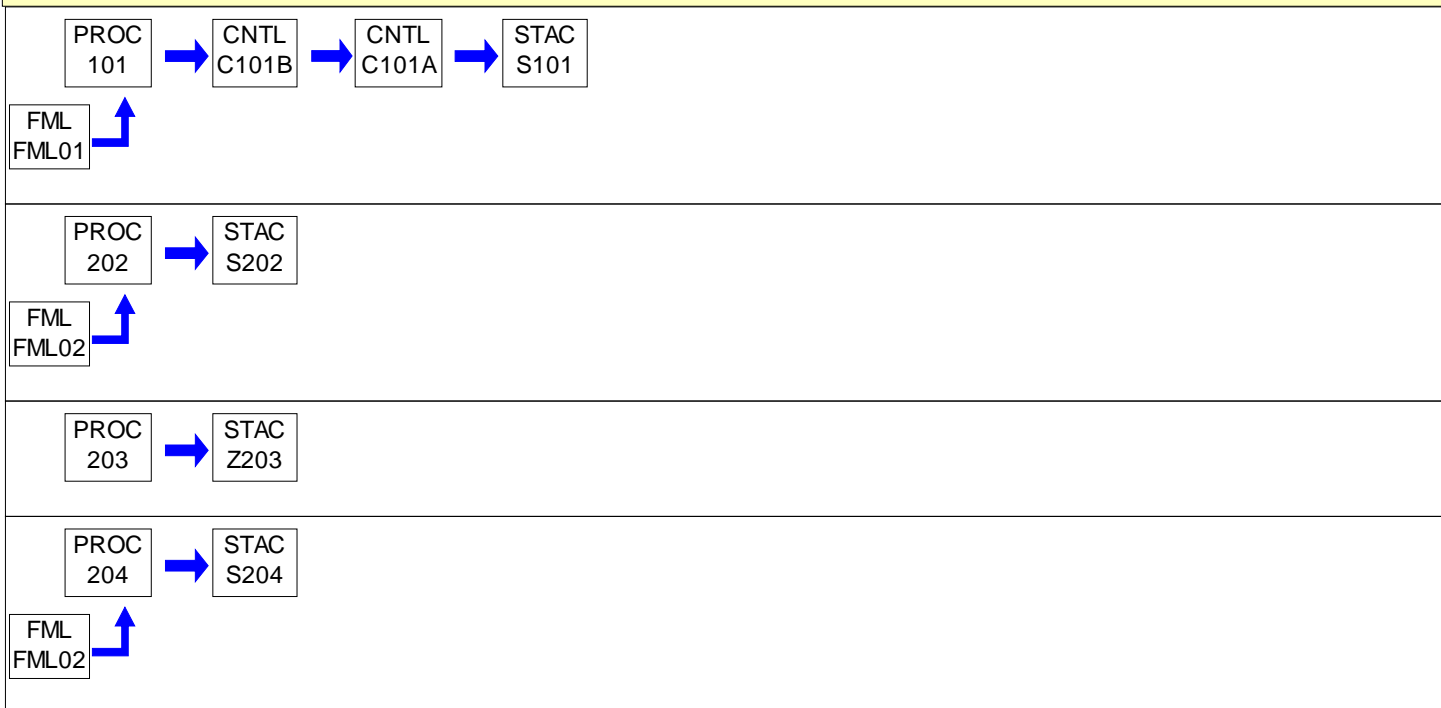 PROC
101
CNTL
C101B
CNTL
C101A
STAC
S101
FML
FML01
PROC
202
STAC
S202
FML
FML02
PROC
203
STAC
Z203
PROC
204
STAC
S204
FML
FML02